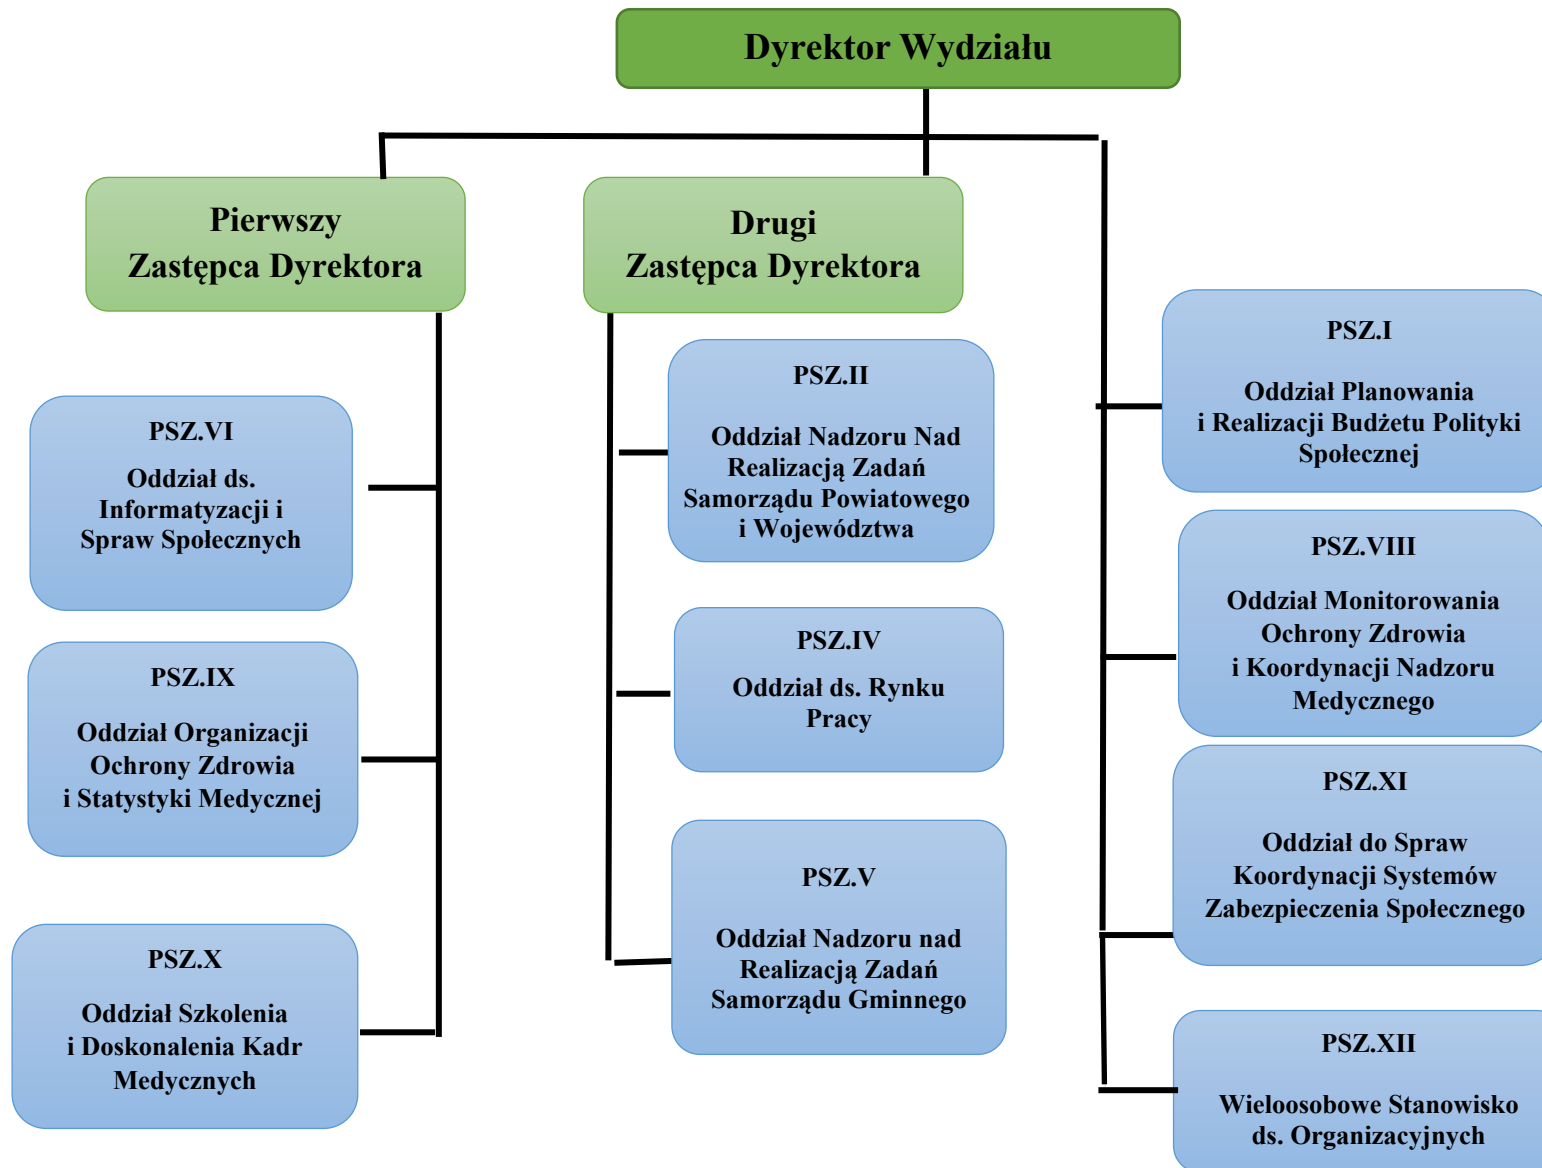 Dyrektor Wydziału
Pierwszy
Zastępca Dyrektora
Drugi
Zastępca Dyrektora
PSZ.VI
Oddział ds.
Informatyzacji i
Spraw Społecznych
PSZ.IX
Oddział Organizacji
Ochrony Zdrowia
i Statystyki Medycznej
PSZ.X
Oddział Szkolenia
i Doskonalenia Kadr
Medycznych
PSZ.II
Oddział Nadzoru Nad
Realizacją Zadań
Samorządu Powiatowego
i Województwa
PSZ.IV
Oddział ds. Rynku
Pracy
PSZ.V
Oddział Nadzoru nad
Realizacją Zadań
Samorządu Gminnego
PSZ.I
Oddział Planowania
i Realizacji Budżetu Polityki
Społecznej
PSZ.VIII
Oddział Monitorowania
Ochrony Zdrowia
i Koordynacji Nadzoru
Medycznego
PSZ.XI
Oddział do Spraw
Koordynacji Systemów
Zabezpieczenia Społecznego
PSZ.XII
Wieloosobowe Stanowisko
ds. Organizacyjnych